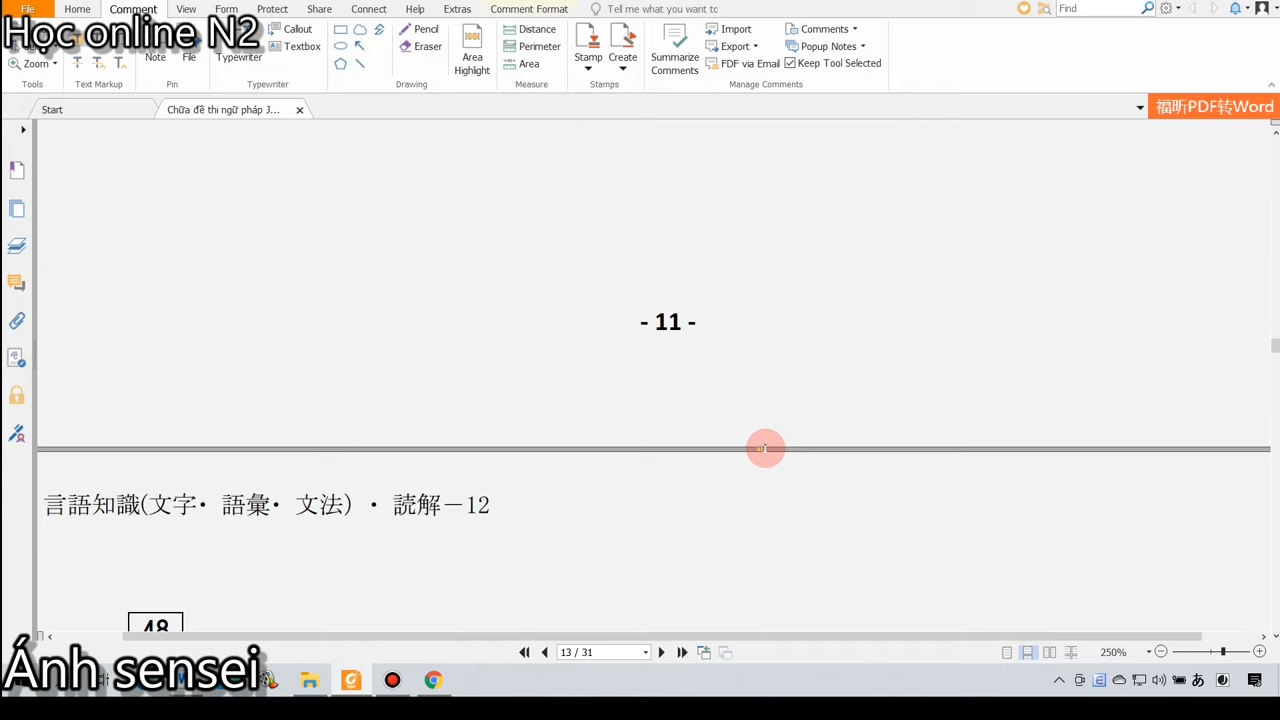 File Home Comment View Form Protect Share Connect Help Extras Comment Format Tell me what you want tc Find
Học online N2
Callout Pencil Distance Import Comments
Textbox Eraser Perimeter Export Popup Notes
Zoom Typewriter Note File Area Highlight Area Stamp Create Summarize Comments FDF via Email Keep Tool Selected
Tools Text Markup Pin Typewriter Drawing Measure Stamps Manage Comments
Start Chữa đề thi ngữ pháp J... 福昕PDF转Word
- 11 -
言語知識(文字・ 語彙・ 文法) ・ 読解－12
48
Ánh sensei
13 / 31 250%
あ